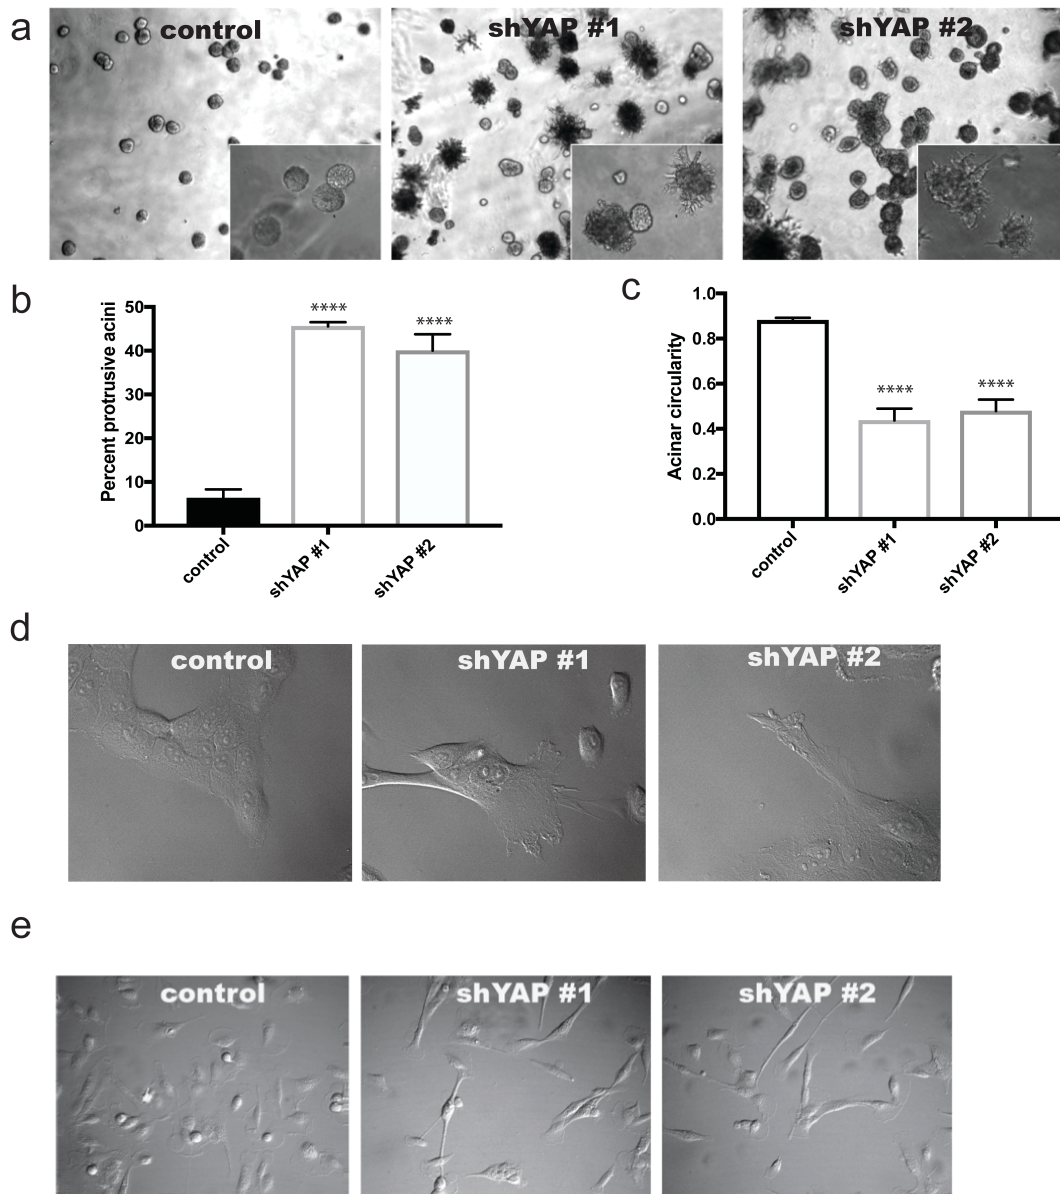 a
control
shYAP #1
shYAP #2
b
Percent protrusive acini
50
40
30
20
10
0
****
****
control
shYAP #1
shYAP #2
c
Acinar circularity
1.0
0.8
0.6
0.4
0.2
0.0
****
****
control
shYAP #1
shYAP #2
d
control
shYAP #1
shYAP #2
e
control
shYAP #1
shYAP #2